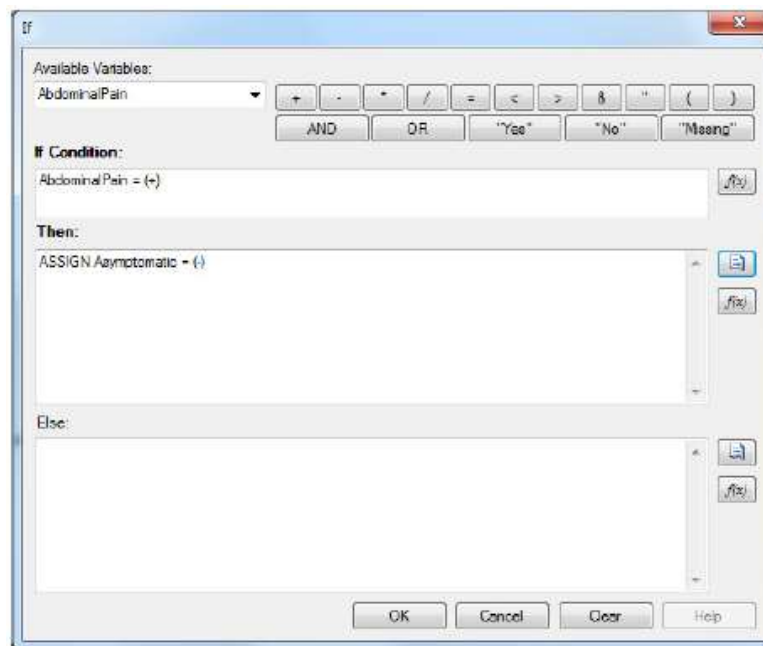 If
Available Variables:
AbdominalPain
+ - * / = < > & " ( )
AND OR "Yes" "No" "Missing"
If Condition:
AbdominalPain = (+)
f(x)
Then:
ASSIGN Asymptomatic = (-)
f(x)
Else:
f(x)
OK Cancel Clear Help